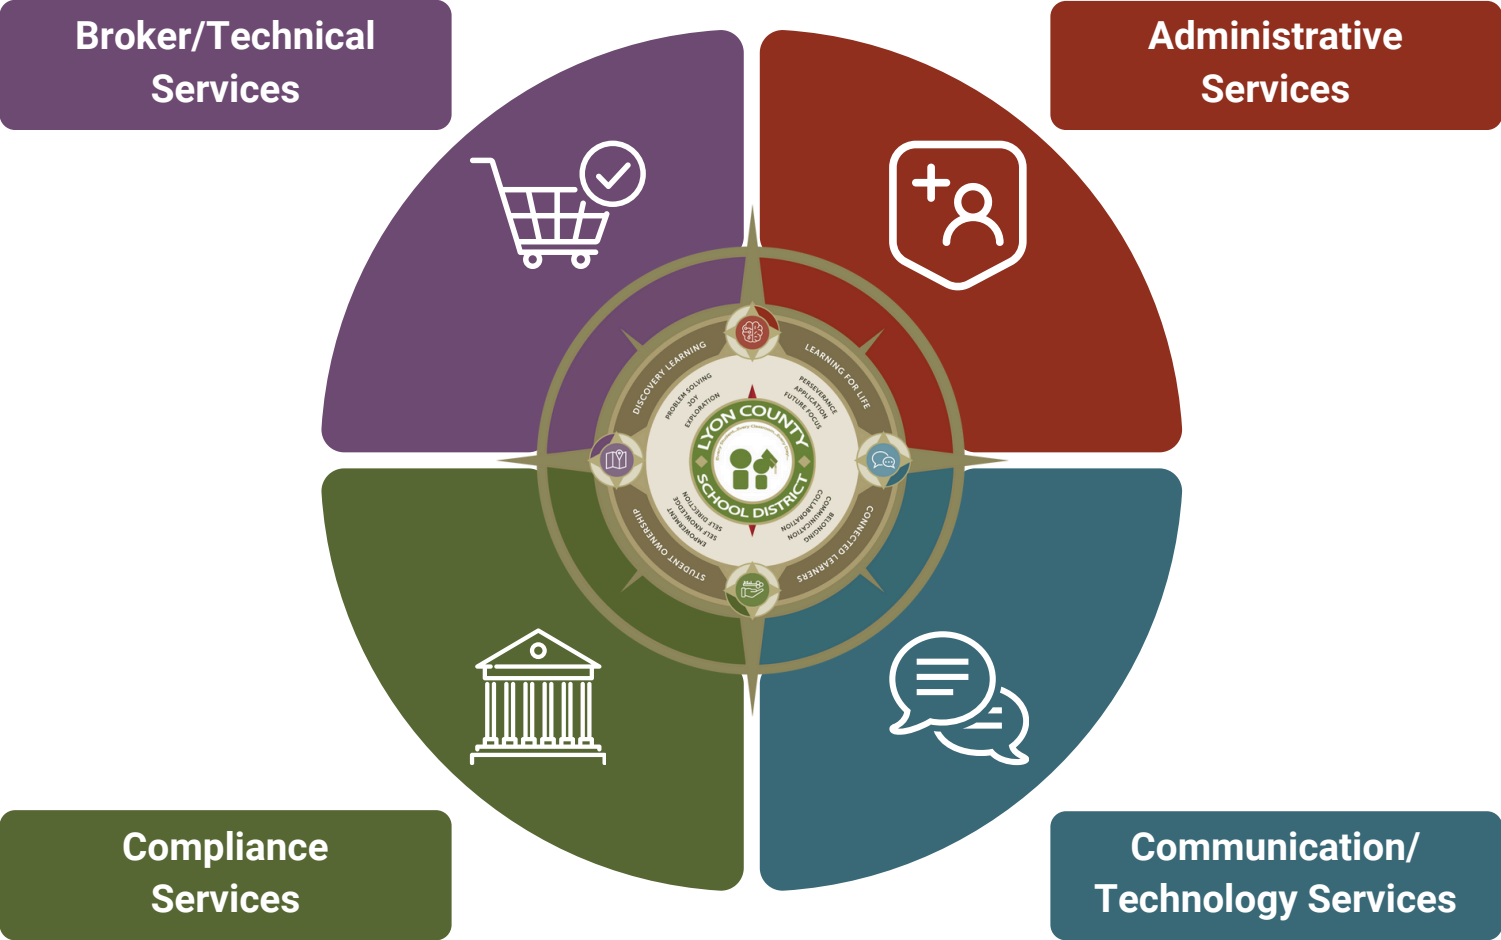 Broker/Technical
Services
Administrative
Services
DISCOVERY LEARNING
LEARNING FOR LIFE
PROBLEM SOLVING
JOY
EXPLORATION
PERSEVERANCE
APPLICATION
FUTURE FOCUS
LYON COUNTY
SCHOOL DISTRICT
SELF DIRECTION
SELF KNOWLEDGE
EMPOWERMENT
COLLABORATION
COMMUNICATION
BELONGING
STUDENT OWNERSHIP
CONNECTED LEARNERS
Compliance
Services
Communication/
Technology Services